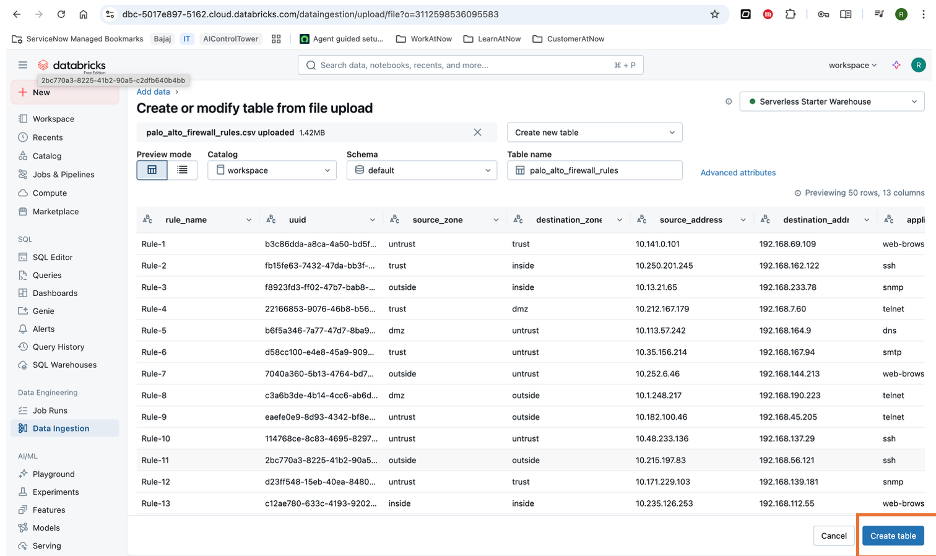 dbc-5017e897-5162.cloud.databricks.com/dataingestion/upload/file?o=3112598536095583
ServiceNow Managed Bookmarks Bajaj IT AIControlTower Agent guided setu... WorkAtNow LearnAtNow CustomerAtNow
databricks
Free Edition
Search data, notebooks, recents, and more... ⌘ + P
workspace
R
2bc770a3-8225-41b2-90a5-c2dfb640b4bb
New
Workspace
Recents
Catalog
Jobs & Pipelines
Compute
Marketplace
SQL
SQL Editor
Queries
Dashboards
Genie
Alerts
Query History
SQL Warehouses
Data Engineering
Job Runs
Data Ingestion
AI/ML
Playground
Experiments
Features
Models
Serving
Add data ›
Create or modify table from file upload
Serverless Starter Warehouse
palo_alto_firewall_rules.csv uploaded 1.42MB
Create new table
Preview mode Catalog Schema Table name
workspace default palo_alto_firewall_rules Advanced attributes
Previewing 50 rows, 13 columns
rule_name uuid source_zone destination_zone source_address destination_addr appli
Rule-1 b3c86dda-a8ca-4a50-bd5f... untrust trust 10.141.0.101 192.168.69.109 web-brows
Rule-2 fb15fe63-7432-47da-bb3f-... trust inside 10.250.201.245 192.168.162.122 ssh
Rule-3 f8923fd3-ff02-47b7-bab8-... outside inside 10.13.21.65 192.168.233.78 snmp
Rule-4 22166853-9076-46b8-b56... trust dmz 10.212.167.179 192.168.7.60 telnet
Rule-5 b6f5a346-7a77-47d7-8ba9... dmz untrust 10.113.57.242 192.168.164.9 dns
Rule-6 d58cc100-e4e8-45a9-909... trust untrust 10.35.156.214 192.168.167.94 smtp
Rule-7 7040a360-5b13-4764-bd7... outside untrust 10.252.6.46 192.168.144.213 web-brows
Rule-8 c3a6b3de-4b14-4cc6-ab6d... dmz outside 10.1.248.217 192.168.190.223 telnet
Rule-9 eaefe0e9-8d93-4342-bf8e... untrust outside 10.182.100.46 192.168.45.205 telnet
Rule-10 114768ce-8c83-4695-8297... untrust untrust 10.48.233.136 192.168.137.29 ssh
Rule-11 2bc770a3-8225-41b2-90a5... outside outside 10.215.197.83 192.168.56.121 ssh
Rule-12 d23ff548-15eb-40ea-8480... untrust trust 10.171.229.103 192.168.139.181 snmp
Rule-13 c12ae780-633c-4193-9202... inside inside 10.235.126.253 192.168.112.55 web-brows
Cancel Create table